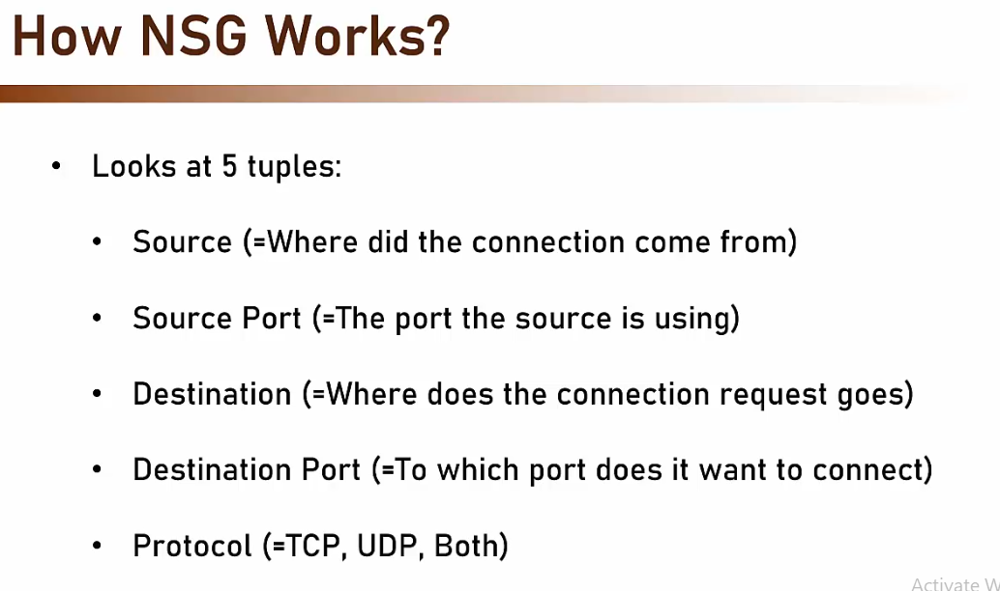 How NSG Works?
• Looks at 5 tuples:
• Source (=Where did the connection come from)
• Source Port (=The port the source is using)
• Destination (=Where does the connection request goes)
• Destination Port (=To which port does it want to connect)
• Protocol (=TCP, UDP, Both)
Activate W